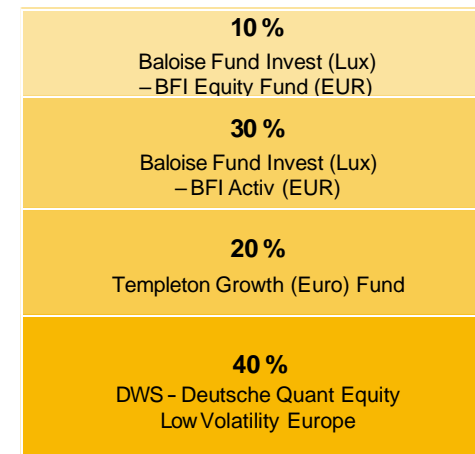 10 %
Baloise Fund Invest (Lux)
– BFI Equity Fund (EUR)
30 %
Baloise Fund Invest (Lux)
– BFI Activ (EUR)
20 %
Templeton Growth (Euro) Fund
40 %
DWS – Deutsche Quant Equity
Low Volatility Europe